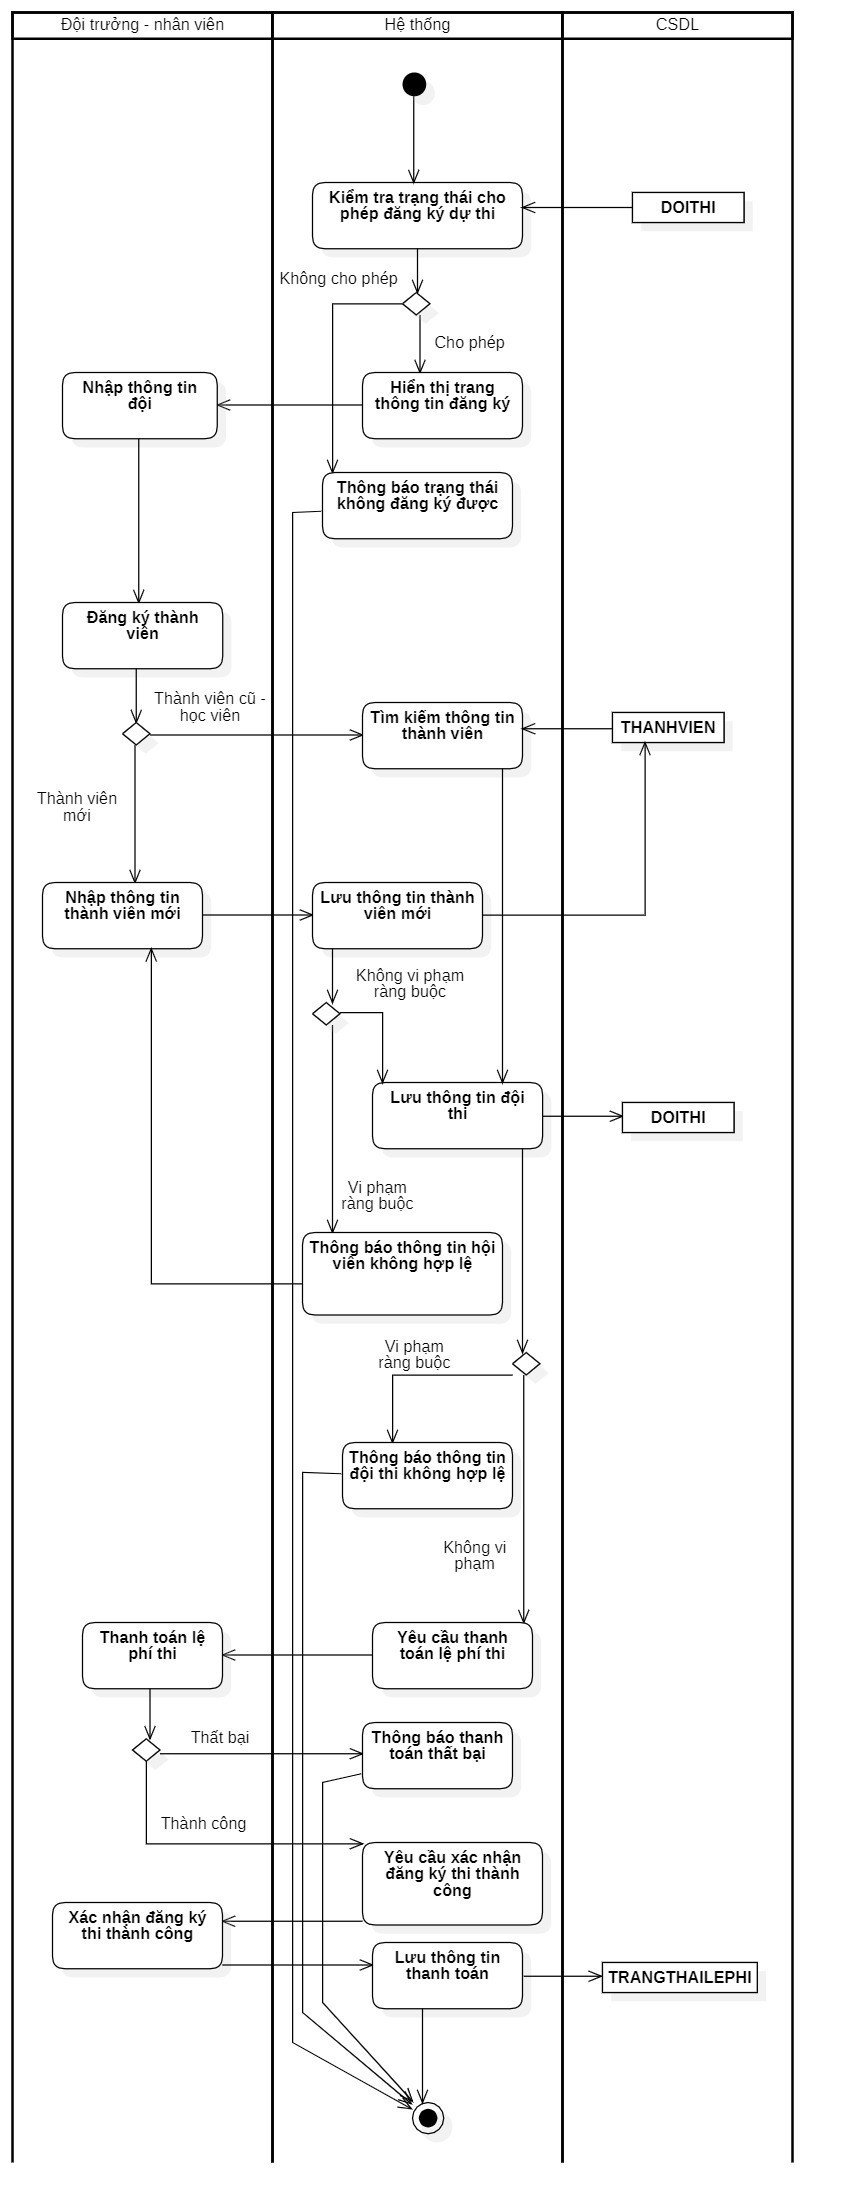 Đội trưởng - nhân viên
Hệ thống
CSDL
Kiểm tra trạng thái cho
phép đăng ký dự thi
DOITHI
Không cho phép
Cho phép
Nhập thông tin
đội
Hiển thị trang
thông tin đăng ký
Thông báo trạng thái
không đăng ký được
Đăng ký thành
viên
Thành viên cũ -
học viên
Tìm kiếm thông tin
thành viên
THANHVIEN
Thành viên
mới
Nhập thông tin
thành viên mới
Lưu thông tin thành
viên mới
Không vi phạm
ràng buộc
Lưu thông tin đội
thi
DOITHI
Vi phạm
ràng buộc
Thông báo thông tin hội
viên không hợp lệ
Vi phạm
ràng buộc
Thông báo thông tin
đội thi không hợp lệ
Không vi
phạm
Thanh toán lệ
phí thi
Yêu cầu thanh
toán lệ phí thi
Thất bại
Thông báo thanh
toán thất bại
Thành công
Yêu cầu xác nhận
đăng ký thi thành
công
Xác nhận đăng ký
thi thành công
Lưu thông tin
thanh toán
TRANGTHAILEPHI